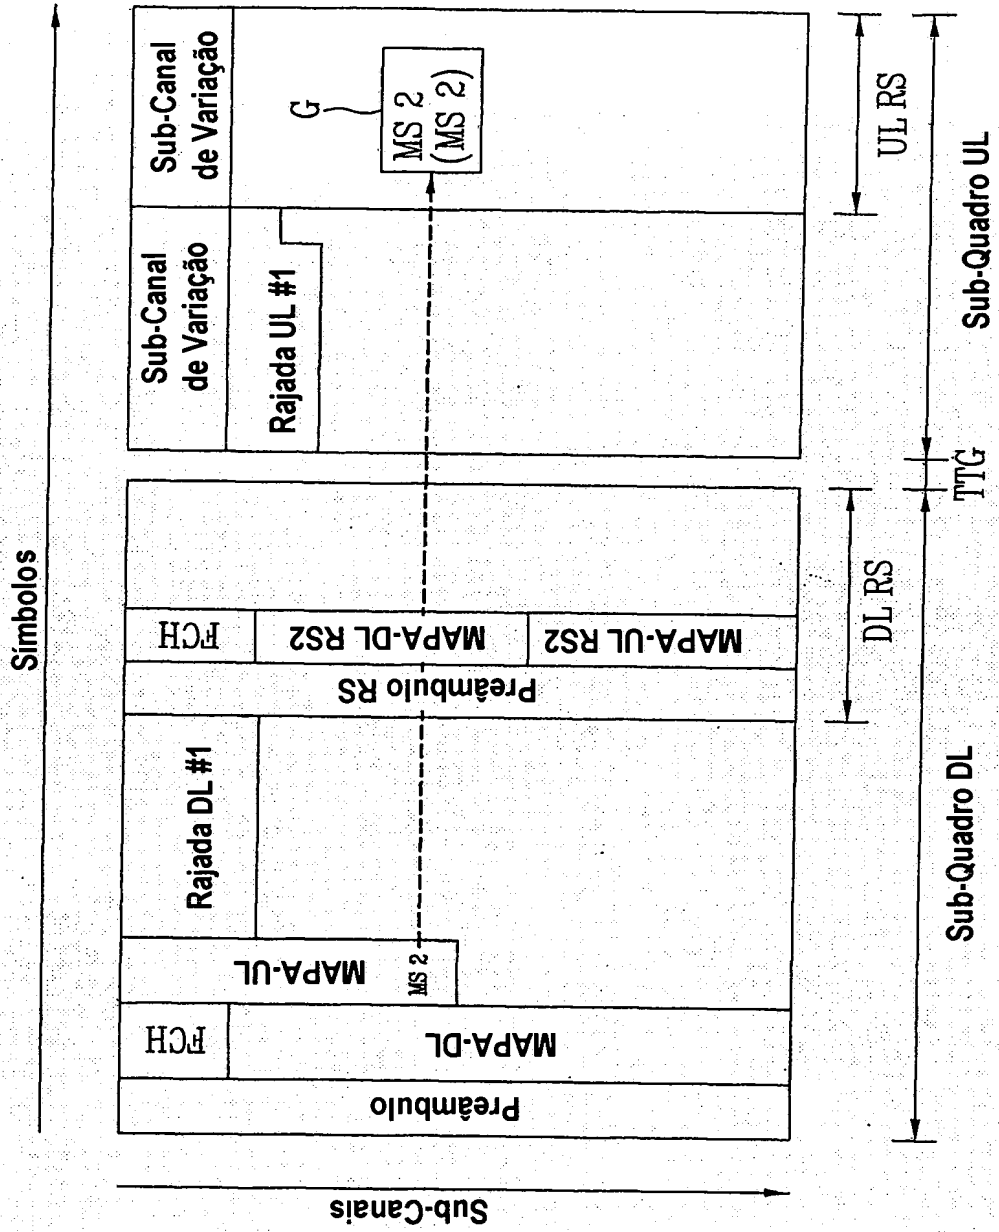 Símbolos
Sub-Canais
Preâmbulo
FCH
MAPA-DL
MAPA-UL
MS 2
Rajada DL #1
Preâmbulo RS
FCH
MAPA-DL RS2
MAPA-UL RS2
Sub-Canal
de Variação
Rajada UL #1
Sub-Canal
de Variação
G
MS 2
(MS 2)
DL RS
UL RS
Sub-Quadro DL
TTG
Sub-Quadro UL